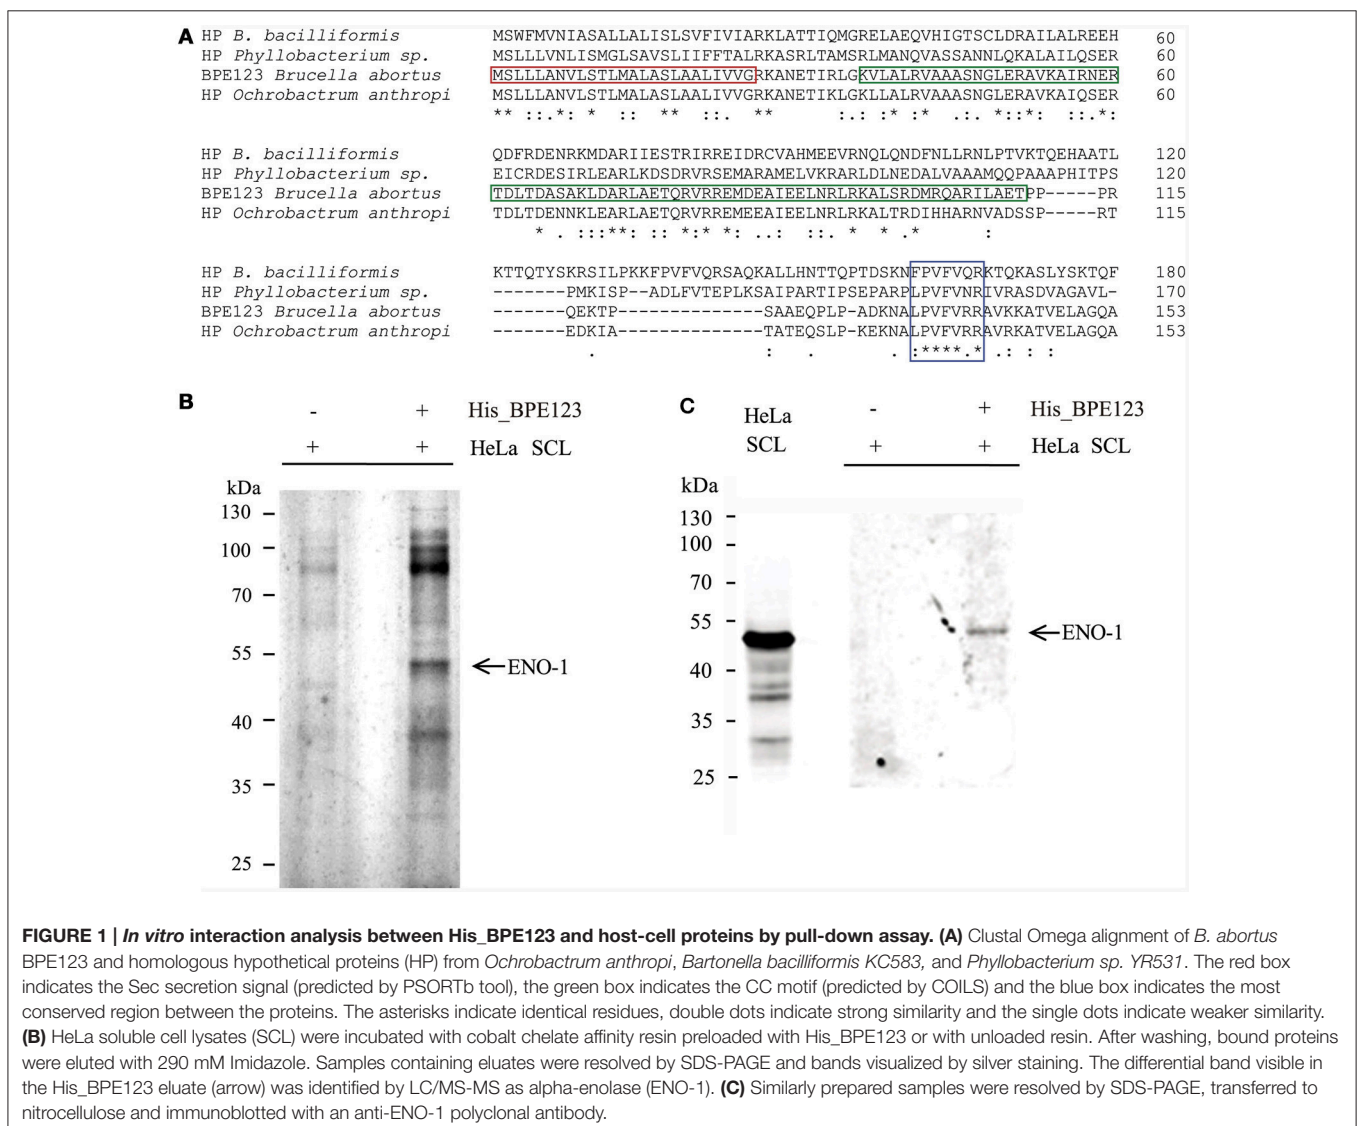 A
HP B. bacilliformis MSWFMVNIASALLALISLSVFIVIARKLATTIQMGRELAEQVHIGTSCLDRAILALREEH 60
HP Phyllobacterium sp. MSLLLVNLISMGLSAVSLIIFFTALRKASRLTAMSRLMANQVASSANNLQKALILQSER 60
BPE123 Brucella abortus MSLLLANVLSTLMALASLAALIVVGRKANETIRLGKVLALRVAAASNGLERAVKAIRNER 60
HP Ochrobactrum anthropi MSLLLANVLSTLMALASLAALIVVGRKANETIKLGKLLALRVAAASNGLERAVKAIQSER 60
** ::.*: * :: ** ::. ** :.: :* * .:. *::*: ::.*:
HP B. bacilliformis QDFRDENRKMDARIIESTRIRREIDRCVAHMEEVRNQLQNDFNLLRNLPTVKTQEHAATL 120
HP Phyllobacterium sp. EICRDESIRLEARLKDSRVRSEMARAMELVKRARLDLNEDALVAAMQQPAAAPHITPS 120
BPE123 Brucella abortus TDLTDASAKLDARLAETQRVRREMDEAIEELNRLRKALSRDMRQARILAETPP-----PR 115
HP Ochrobactrum anthropi TDLTDENNKLEARLAETQRVRREMEEAIEELNRLRKALTRDIHHARNVADSSP-----RT 115
* . :::**: :: *: *: ..: ::. * * .* :
HP B. bacilliformis KTTQTYSKRSILPKKFPVFVQRSAQKALLHNTTQPTDSKNFPVFVQRKTQKASLYSKTQF 180
HP Phyllobacterium sp. -------PMKISP--ADLFVTEPLKSAIPARTIPSEPARPLPVFVNRIVRASDVAGAVL- 170
BPE123 Brucella abortus -------QEKTP--------------SAAEQPLP-ADKNALPVFVRRAVKKATVELAGQA 153
HP Ochrobactrum anthropi -------EDKIA--------------TATEQSLP-KEKNALPVFVRRAVRKATVELAGQA 153
. : . . :****.* .: : :
B
- + His_BPE123
+ + HeLa SCL
kDa
130
100
70
55
40
35
25
ENO-1
C
HeLa
SCL
- + His_BPE123
+ + HeLa SCL
kDa
130
100
70
55
40
35
25
ENO-1
FIGURE 1 | In vitro interaction analysis between His_BPE123 and host-cell proteins by pull-down assay. (A) Clustal Omega alignment of B. abortus
BPE123 and homologous hypothetical proteins (HP) from Ochrobactrum anthropi, Bartonella bacilliformis KC583, and Phyllobacterium sp. YR531. The red box
indicates the Sec secretion signal (predicted by PSORTb tool), the green box indicates the CC motif (predicted by COILS) and the blue box indicates the most
conserved region between the proteins. The asterisks indicate identical residues, double dots indicate strong similarity and the single dots indicate weaker similarity.
(B) HeLa soluble cell lysates (SCL) were incubated with cobalt chelate affinity resin preloaded with His_BPE123 or with unloaded resin. After washing, bound proteins
were eluted with 290 mM Imidazole. Samples containing eluates were resolved by SDS-PAGE and bands visualized by silver staining. The differential band visible in
the His_BPE123 eluate (arrow) was identified by LC/MS-MS as alpha-enolase (ENO-1). (C) Similarly prepared samples were resolved by SDS-PAGE, transferred to
nitrocellulose and immunoblotted with an anti-ENO-1 polyclonal antibody.